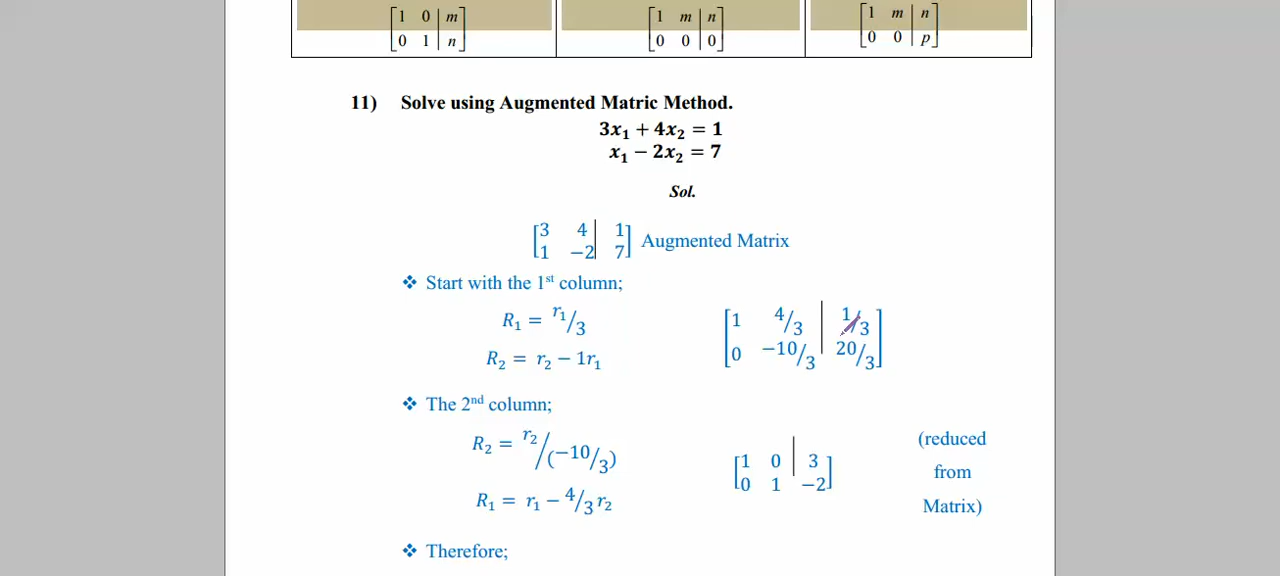 [1 0 | m] [1 m | n] [1 m | n]
[0 1 | n] [0 0 | 0] [0 0 | p]
11) Solve using Augmented Matric Method.
3x₁ + 4x₂ = 1
x₁ − 2x₂ = 7
Sol.
[3 4 | 1]
[1 −2 | 7] Augmented Matrix
❖ Start with the 1st column;
R₁ = r₁/3 [1 4/3 | 1/3]
R₂ = r₂ − 1r₁ [0 −10/3 | 20/3]
❖ The 2nd column;
R₂ = r₂/(−10/3) [1 0 | 3] (reduced
[0 1 | −2] from
R₁ = r₁ − 4/3 r₂ Matrix)
❖ Therefore;